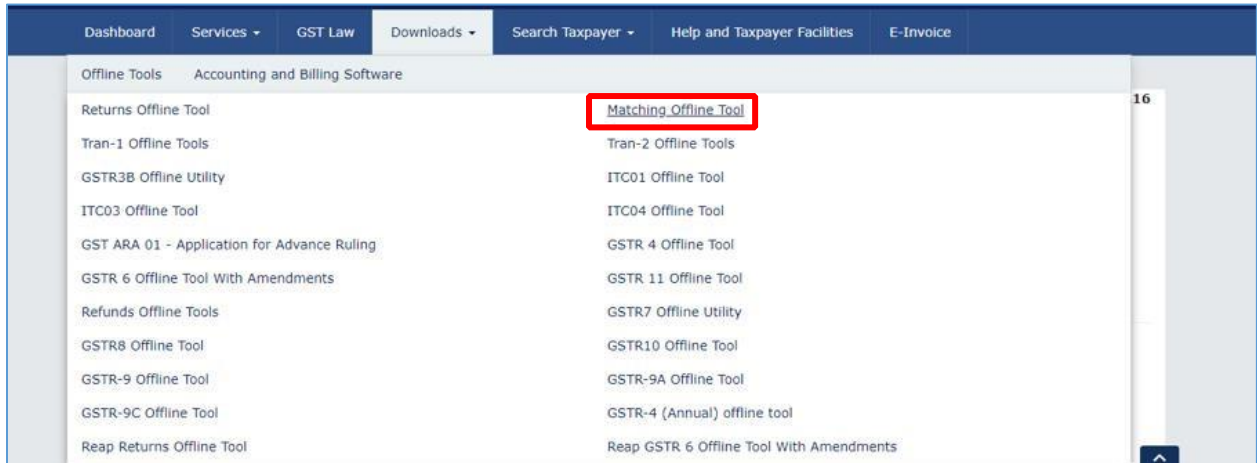 Dashboard Services GST Law Downloads Search Taxpayer Help and Taxpayer Facilities E-Invoice
Offline Tools Accounting and Billing Software
16
Returns Offline Tool Matching Offline Tool
Tran-1 Offline Tools Tran-2 Offline Tools
GSTR3B Offline Utility ITC01 Offline Tool
ITC03 Offline Tool ITC04 Offline Tool
GST ARA 01 - Application for Advance Ruling GSTR 4 Offline Tool
GSTR 6 Offline Tool With Amendments GSTR 11 Offline Tool
Refunds Offline Tools GSTR7 Offline Utility
GSTR8 Offline Tool GSTR10 Offline Tool
GSTR-9 Offline Tool GSTR-9A Offline Tool
GSTR-9C Offline Tool GSTR-4 (Annual) offline tool
Reap Returns Offline Tool Reap GSTR 6 Offline Tool With Amendments